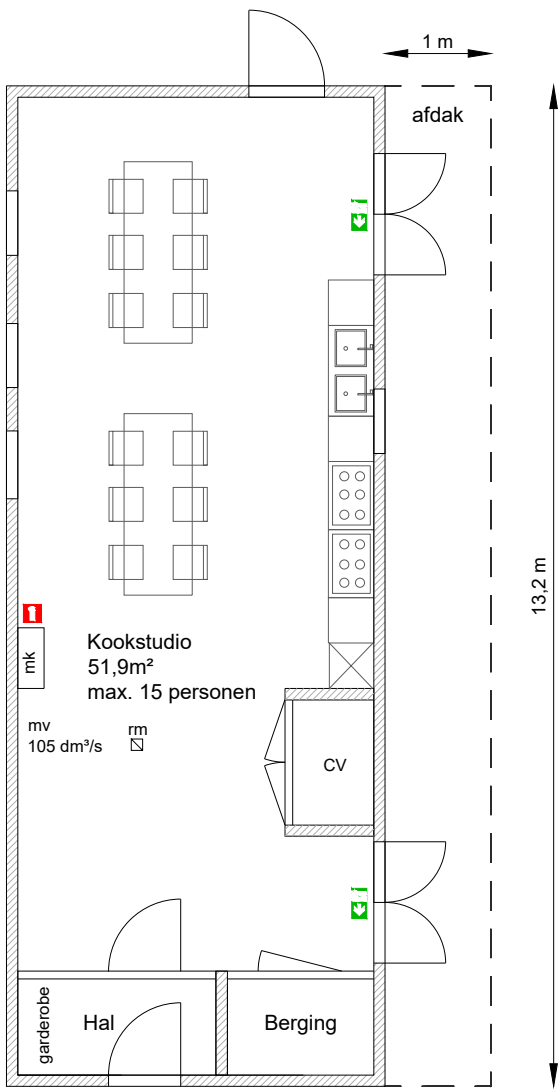 1 m
afdak
13,2 m
mk
Kookstudio
51,9m²
max. 15 personen
mv
105 dm³/s
rm
CV
garderobe
Hal
Berging